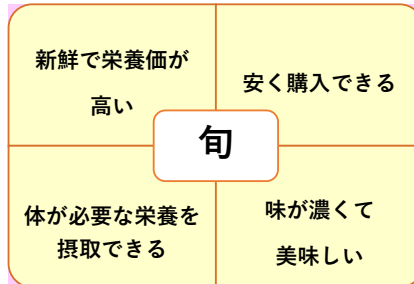 新鮮で栄養価が
高い
安く購入できる
旬
体が必要な栄養を
摂取できる
味が濃くて
美味しい